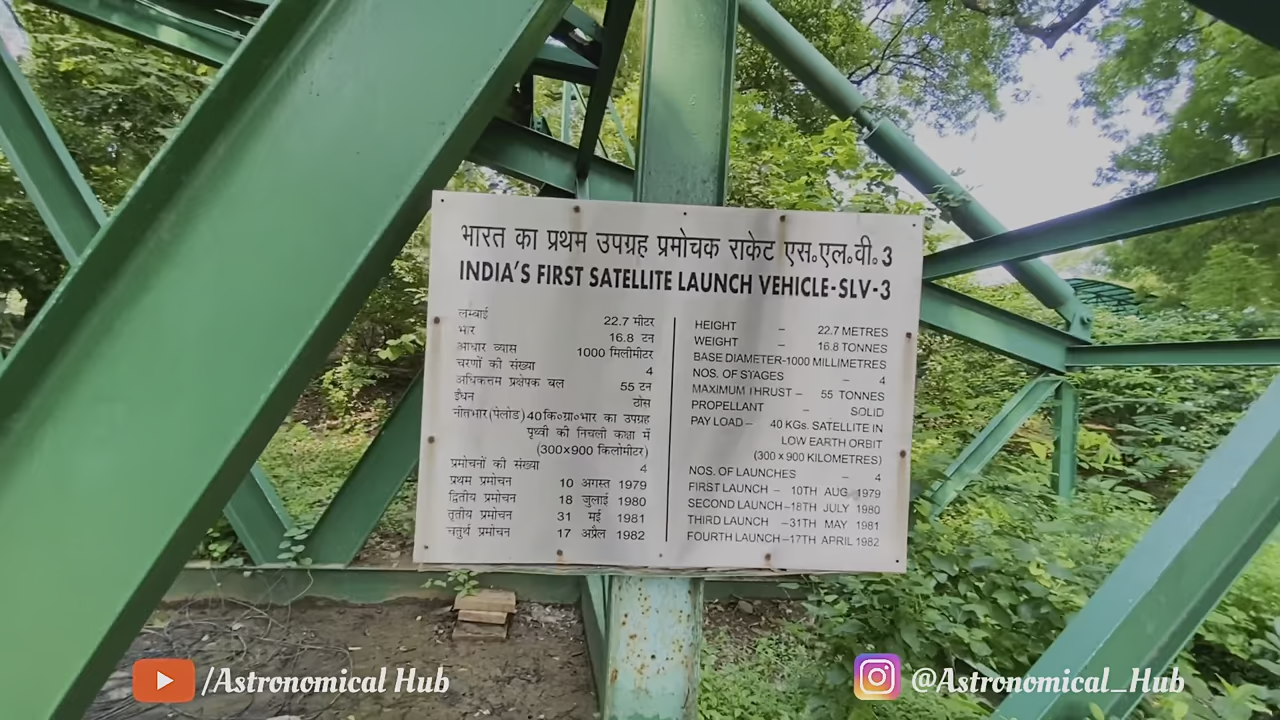 भारत का प्रथम उपग्रह प्रमोचक राकेट एस.एल.वी. 3
INDIA'S FIRST SATELLITE LAUNCH VEHICLE-SLV-3
लम्बाई 22.7 मीटर
भार 16.8 टन
आधार व्यास 1000 मिलीमीटर
चरणों की संख्या 4
अधिकतम प्रक्षेपक बल 55 टन
ईंधन ठोस
नीतभार(पेलोड) 40कि०ग्रा०भार का उपग्रह
पृथ्वी की निचली कक्षा में
(300x900 किलोमीटर)
प्रमोचनों की संख्या 4
प्रथम प्रमोचन 10 अगस्त 1979
द्वितीय प्रमोचन 18 जुलाई 1980
तृतीय प्रमोचन 31 मई 1981
चतुर्थ प्रमोचन 17 अप्रैल 1982
HEIGHT – 22.7 METRES
WEIGHT – 16.8 TONNES
BASE DIAMETER-1000 MILLIMETRES
NOS. OF STAGES – 4
MAXIMUM THRUST – 55 TONNES
PROPELLANT – SOLID
PAY LOAD – 40 KGs. SATELLITE IN
LOW EARTH ORBIT
(300 x 900 KILOMETRES)
NOS. OF LAUNCHES – 4
FIRST LAUNCH – 10TH AUG. 1979
SECOND LAUNCH –18TH JULY 1980
THIRD LAUNCH –31TH MAY 1981
FOURTH LAUNCH –17TH APRIL 1982
/Astronomical Hub
@Astronomical_Hub